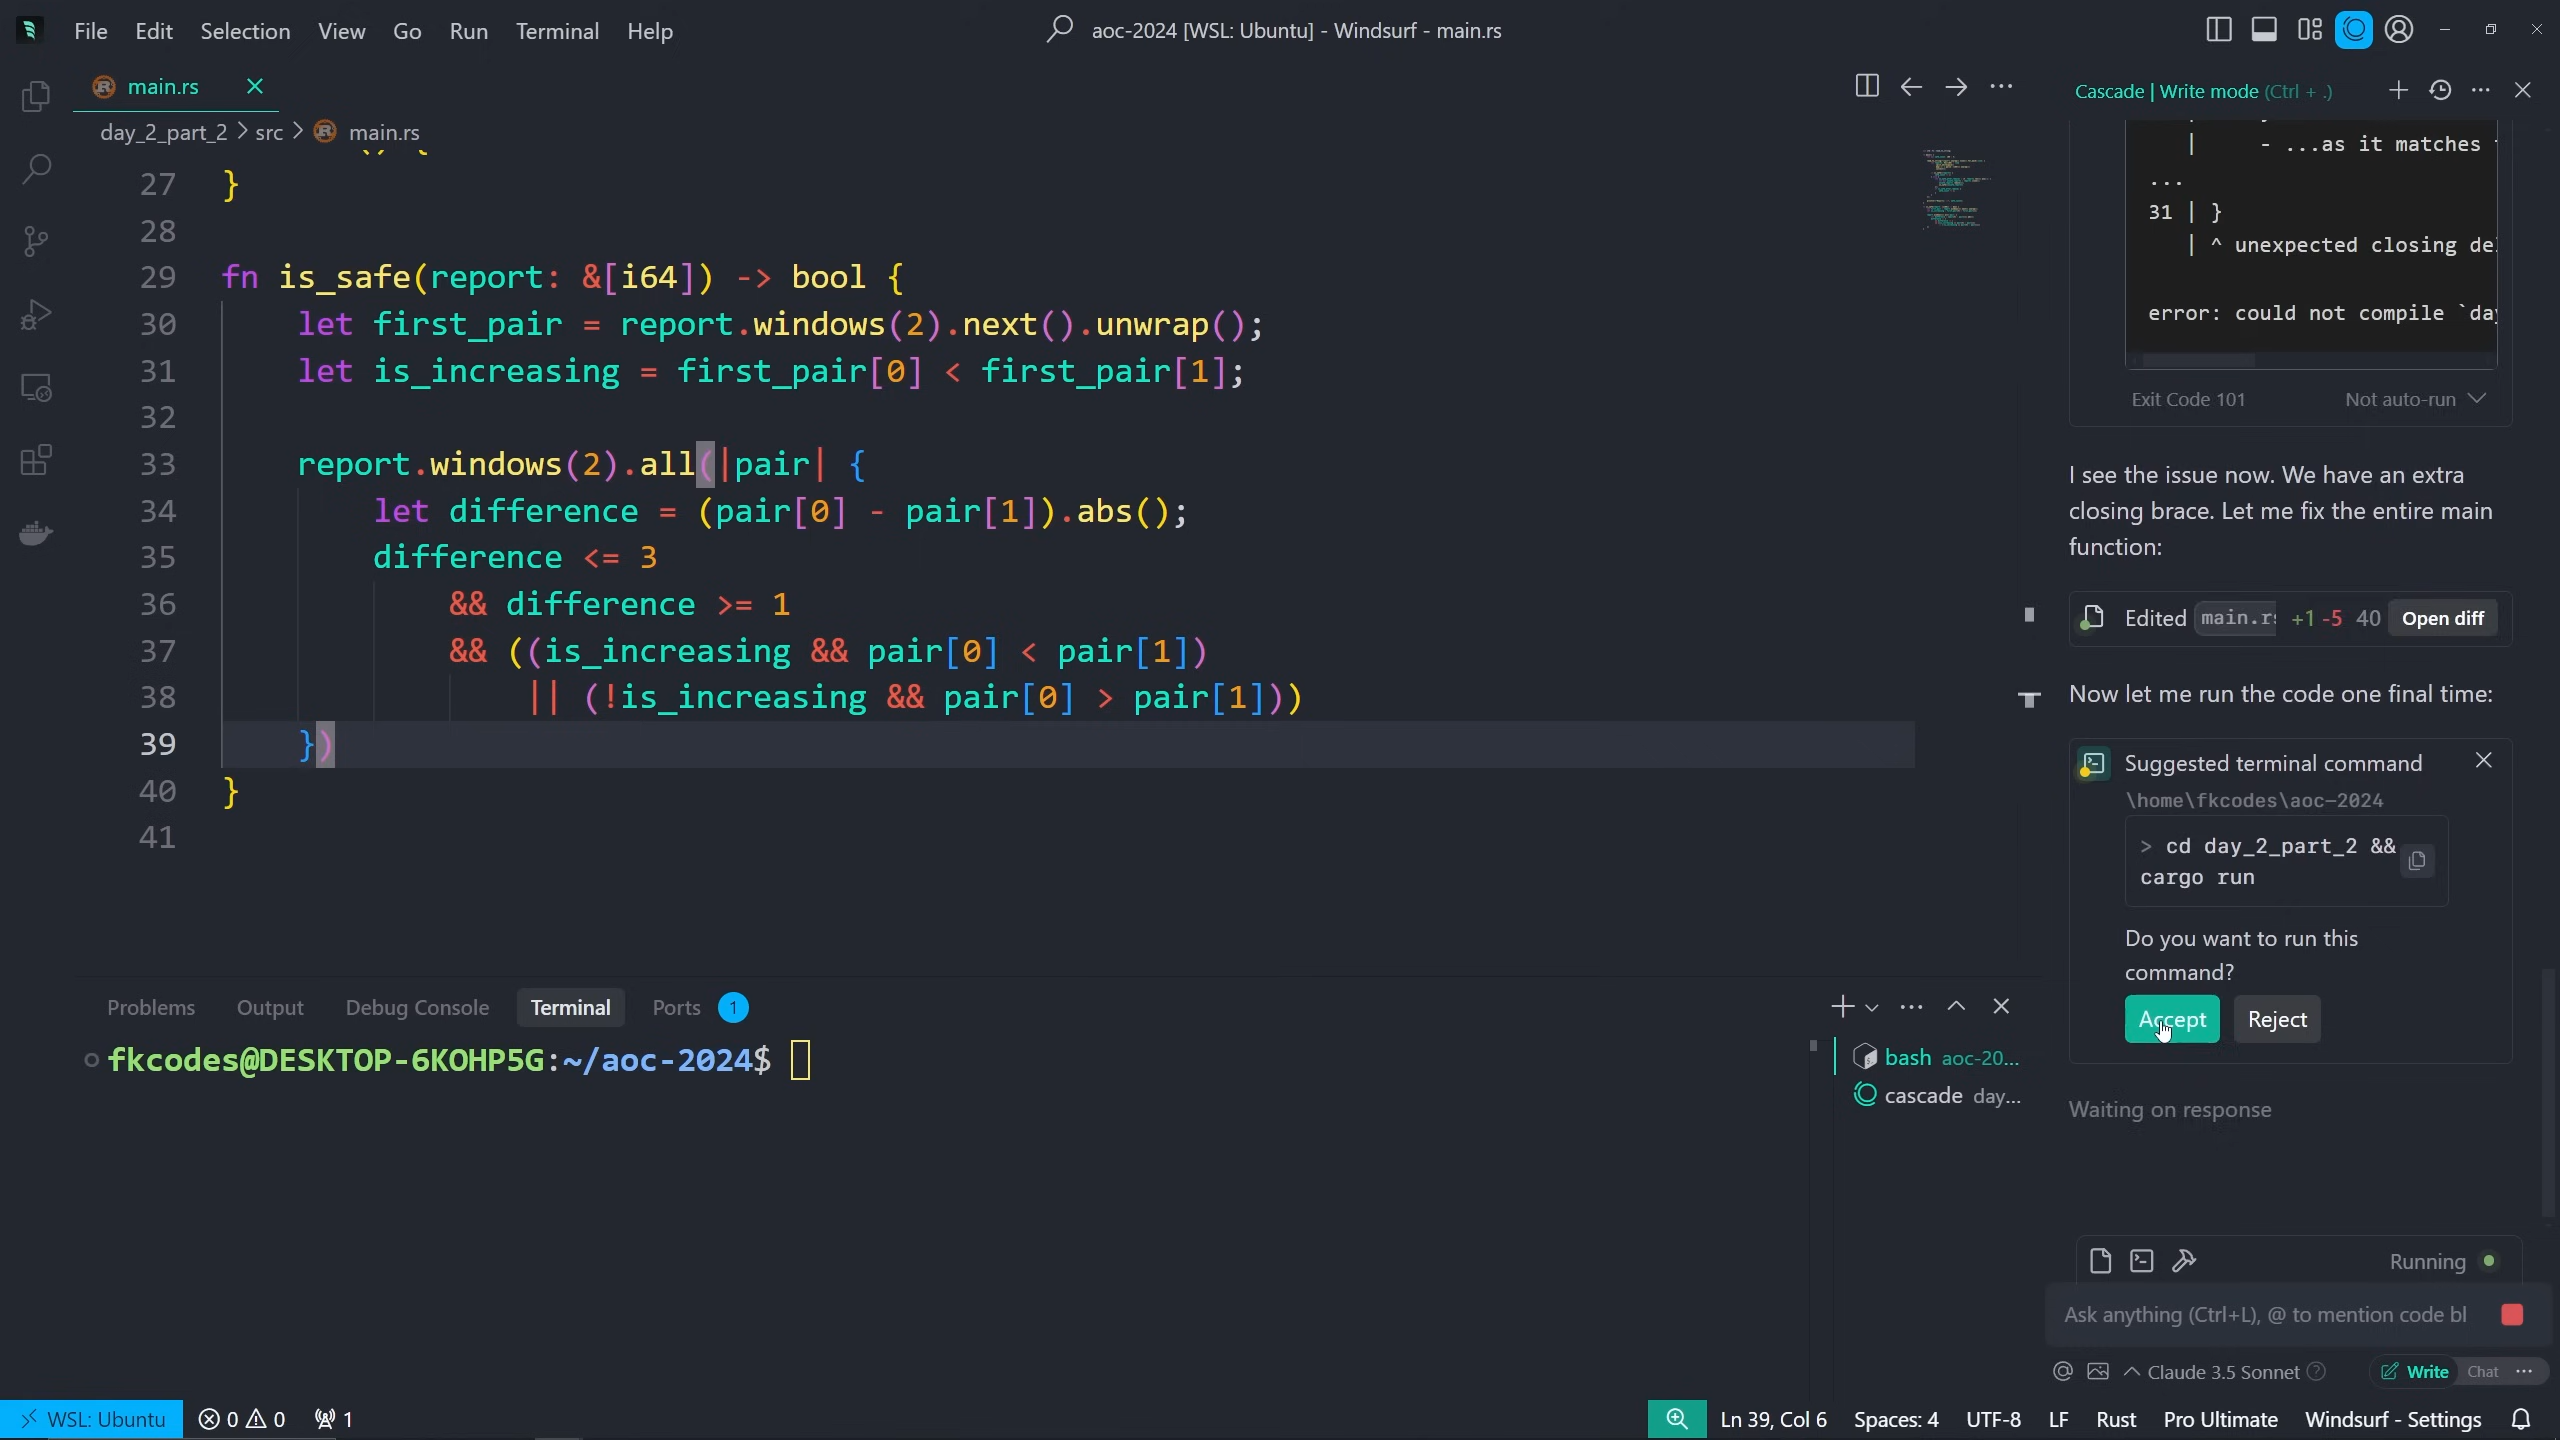 File Edit Selection View Go Run Terminal Help
aoc-2024 [WSL: Ubuntu] - Windsurf - main.rs
main.rs
day_2_part_2 > src > main.rs
27 }
28
29 fn is_safe(report: &[i64]) -> bool {
30 let first_pair = report.windows(2).next().unwrap();
31 let is_increasing = first_pair[0] < first_pair[1];
32
33 report.windows(2).all(|pair| {
34 let difference = (pair[0] - pair[1]).abs();
35 difference <= 3
36 && difference >= 1
37 && ((is_increasing && pair[0] < pair[1])
38 || (!is_increasing && pair[0] > pair[1]))
39 })
40 }
41
Problems Output Debug Console Terminal Ports 1
fkcodes@DESKTOP-6KOHP5G:~/aoc-2024$
bash aoc-20...
cascade day...
Cascade | Write mode (Ctrl + .)
| - ...as it matches
...
31 | }
| ^ unexpected closing de
error: could not compile `day
Exit Code 101 Not auto-run
I see the issue now. We have an extra
closing brace. Let me fix the entire main
function:
Edited main.rs +1 -5 40 Open diff
Now let me run the code one final time:
Suggested terminal command
\home\fkcodes\aoc-2024
> cd day_2_part_2 &&
cargo run
Do you want to run this
command?
Accept Reject
Waiting on response
Running
Ask anything (Ctrl+L), @ to mention code bl
Claude 3.5 Sonnet Write Chat
WSL: Ubuntu 0 0 1 Ln 39, Col 6 Spaces: 4 UTF-8 LF Rust Pro Ultimate Windsurf - Settings